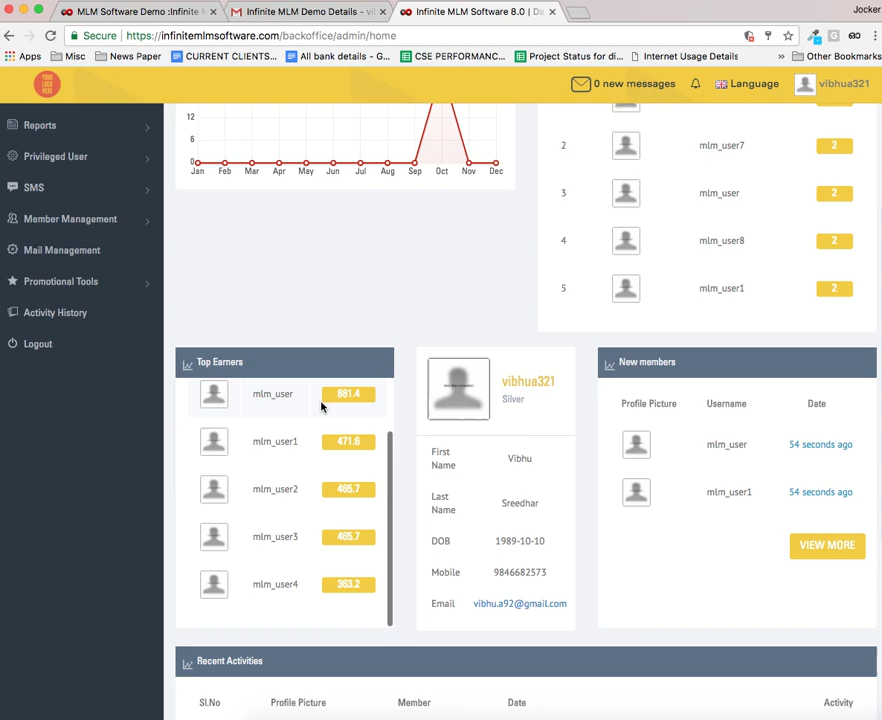 MLM Software Demo :Infinite M
Infinite MLM Demo Details - vi
Infinite MLM Software 8.0 | Da
Jocker
Secure
https://infinitemlmsoftware.com/backoffice/admin/home
Apps
Misc
News Paper
CURRENT CLIENTS...
All bank details - G...
CSE PERFORMANC...
Project Status for di...
Internet Usage Details
»
Other Bookmarks
YOUR
LOGO
HERE
0 new messages
Language
vibhua321
Reports
Privileged User
SMS
Member Management
Mail Management
Promotional Tools
Activity History
Logout
12
6
0
Jan Feb Mar Apr May Jun Jul Aug Sep Oct Nov Dec
2 mlm_user7 2
3 mlm_user 2
4 mlm_user8 2
5 mlm_user1 2
Top Earners
mlm_user 881.4
mlm_user1 471.6
mlm_user2 465.7
mlm_user3 465.7
mlm_user4 363.2
vibhua321
Silver
First
Name
Vibhu
Last
Name
Sreedhar
DOB 1989-10-10
Mobile 9846682573
Email vibhu.a92@gmail.com
New members
Profile Picture Username Date
mlm_user 54 seconds ago
mlm_user1 54 seconds ago
VIEW MORE
Recent Activities
Sl.No Profile Picture Member Date Activity